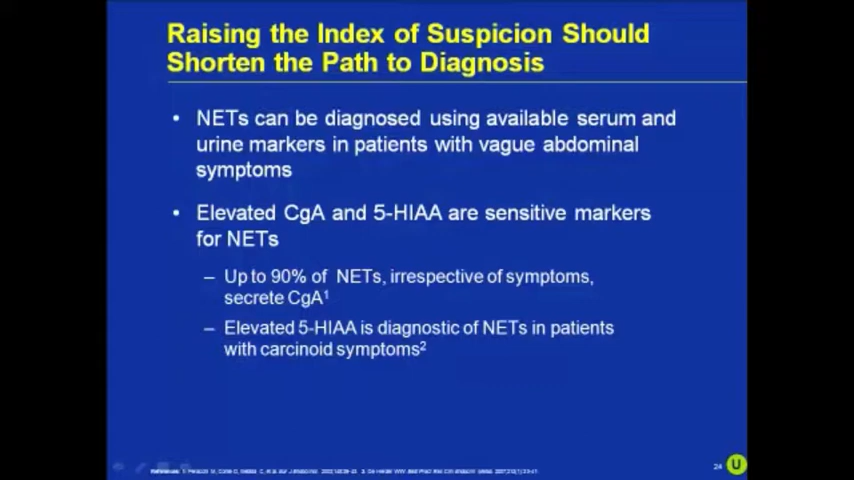 Raising the Index of Suspicion Should
Shorten the Path to Diagnosis
• NETs can be diagnosed using available serum and
urine markers in patients with vague abdominal
symptoms
• Elevated CgA and 5-HIAA are sensitive markers
for NETs
– Up to 90% of NETs, irrespective of symptoms,
secrete CgA¹
– Elevated 5-HIAA is diagnostic of NETs in patients
with carcinoid symptoms²
24 U